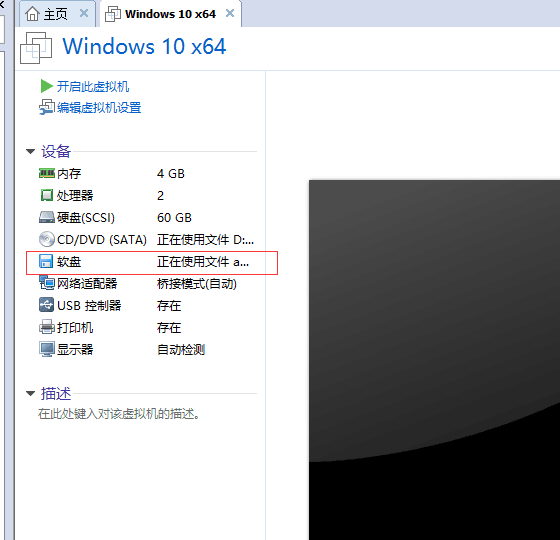 主页 Windows 10 x64
Windows 10 x64
开启此虚拟机
编辑虚拟机设置
设备
内存 4 GB
处理器 2
硬盘(SCSI) 60 GB
CD/DVD (SATA) 正在使用文件 D:...
软盘 正在使用文件 a...
网络适配器 桥接模式(自动)
USB 控制器 存在
打印机 存在
显示器 自动检测
描述
在此处键入对该虚拟机的描述。